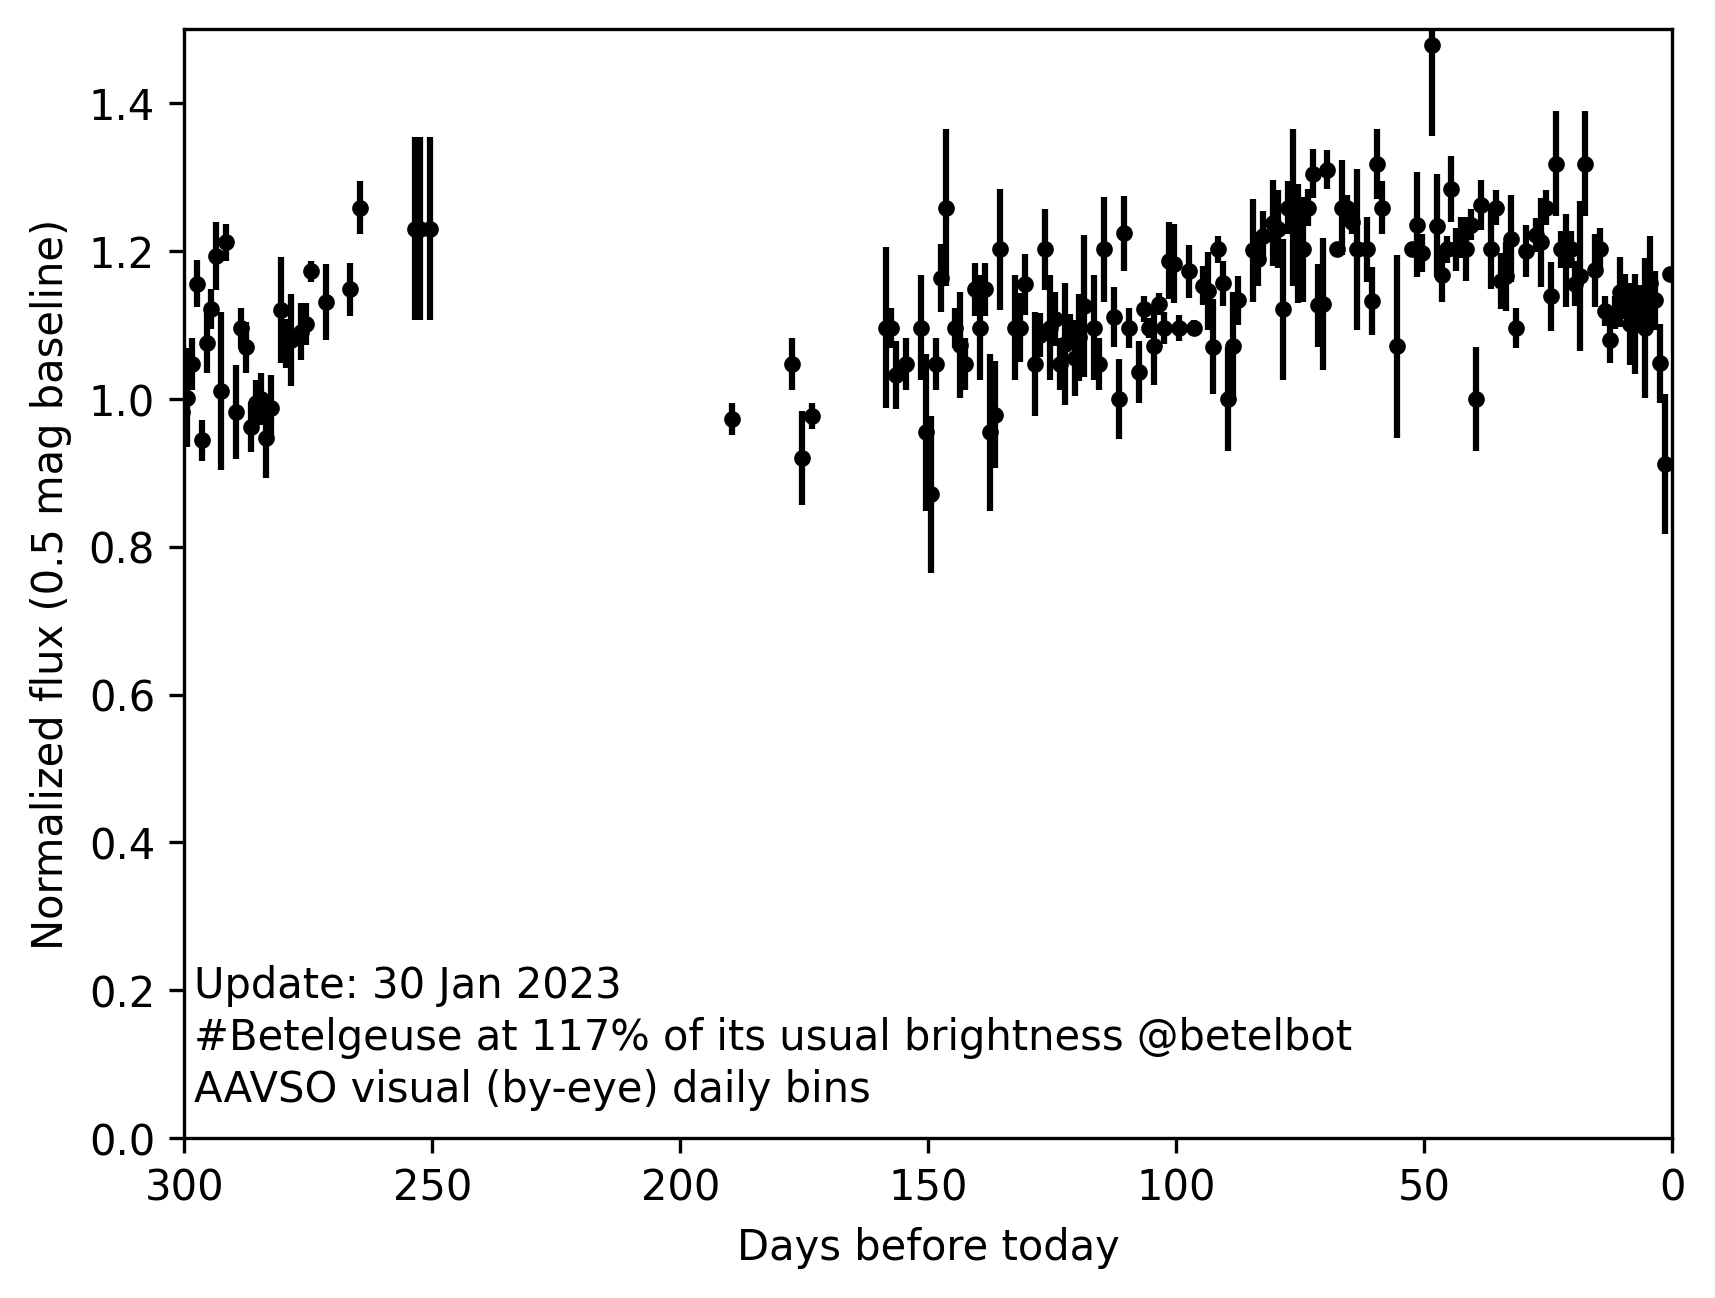 1.4
1.2
1.0
0.8
0.6
0.4
0.2
0.0
Normalized flux (0.5 mag baseline)
Update: 30 Jan 2023
#Betelgeuse at 117% of its usual brightness @betelbot
AAVSO visual (by-eye) daily bins
300 250 200 150 100 50 0
Days before today